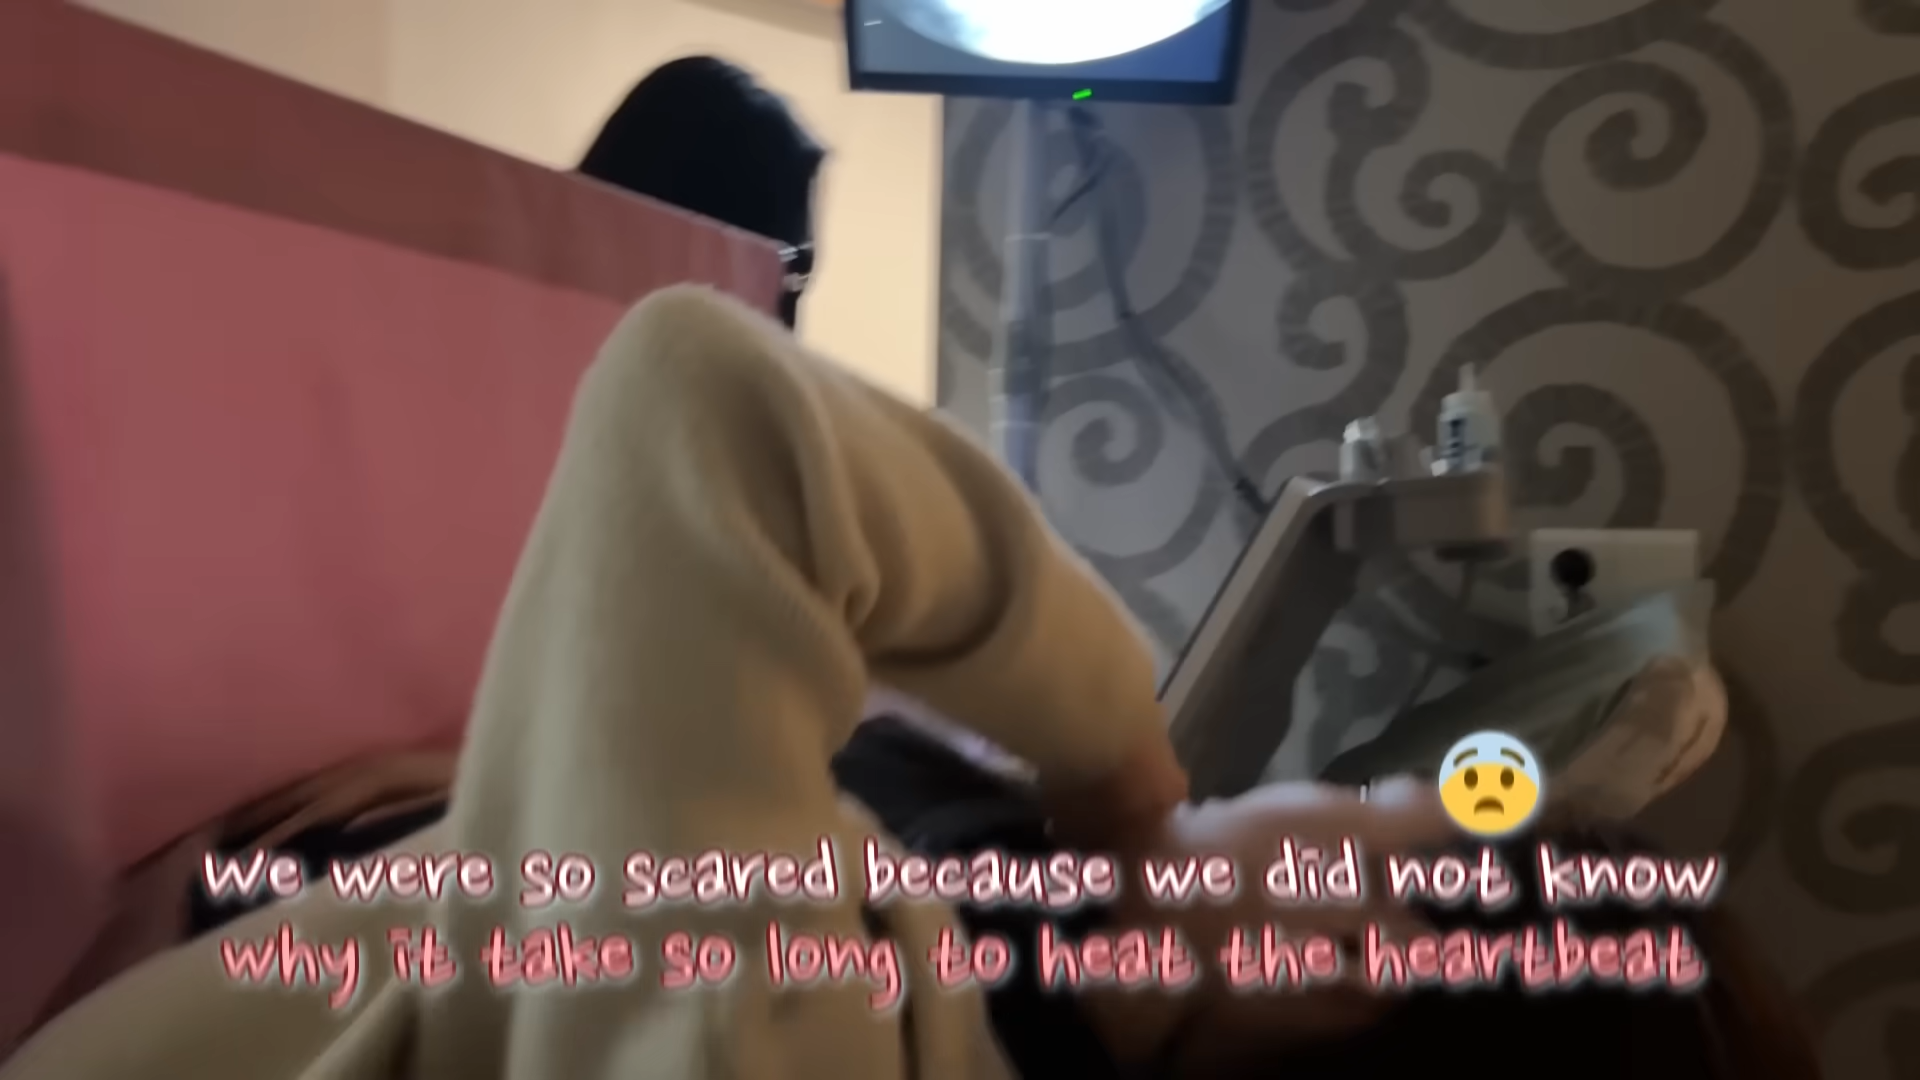 We were so scared because we did not know
why it take so long to heat the heartbeat